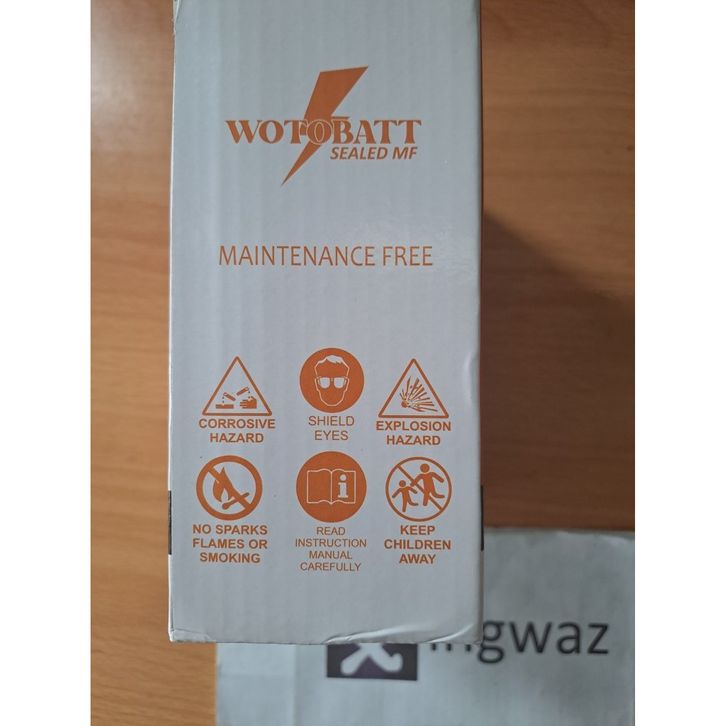 WOTOBATT
SEALED MF
MAINTENANCE FREE
CORROSIVE
HAZARD
SHIELD
EYES
EXPLOSION
HAZARD
NO SPARKS
FLAMES OR
SMOKING
READ
INSTRUCTION
MANUAL
CAREFULLY
KEEP
CHILDREN
AWAY
ingwaz